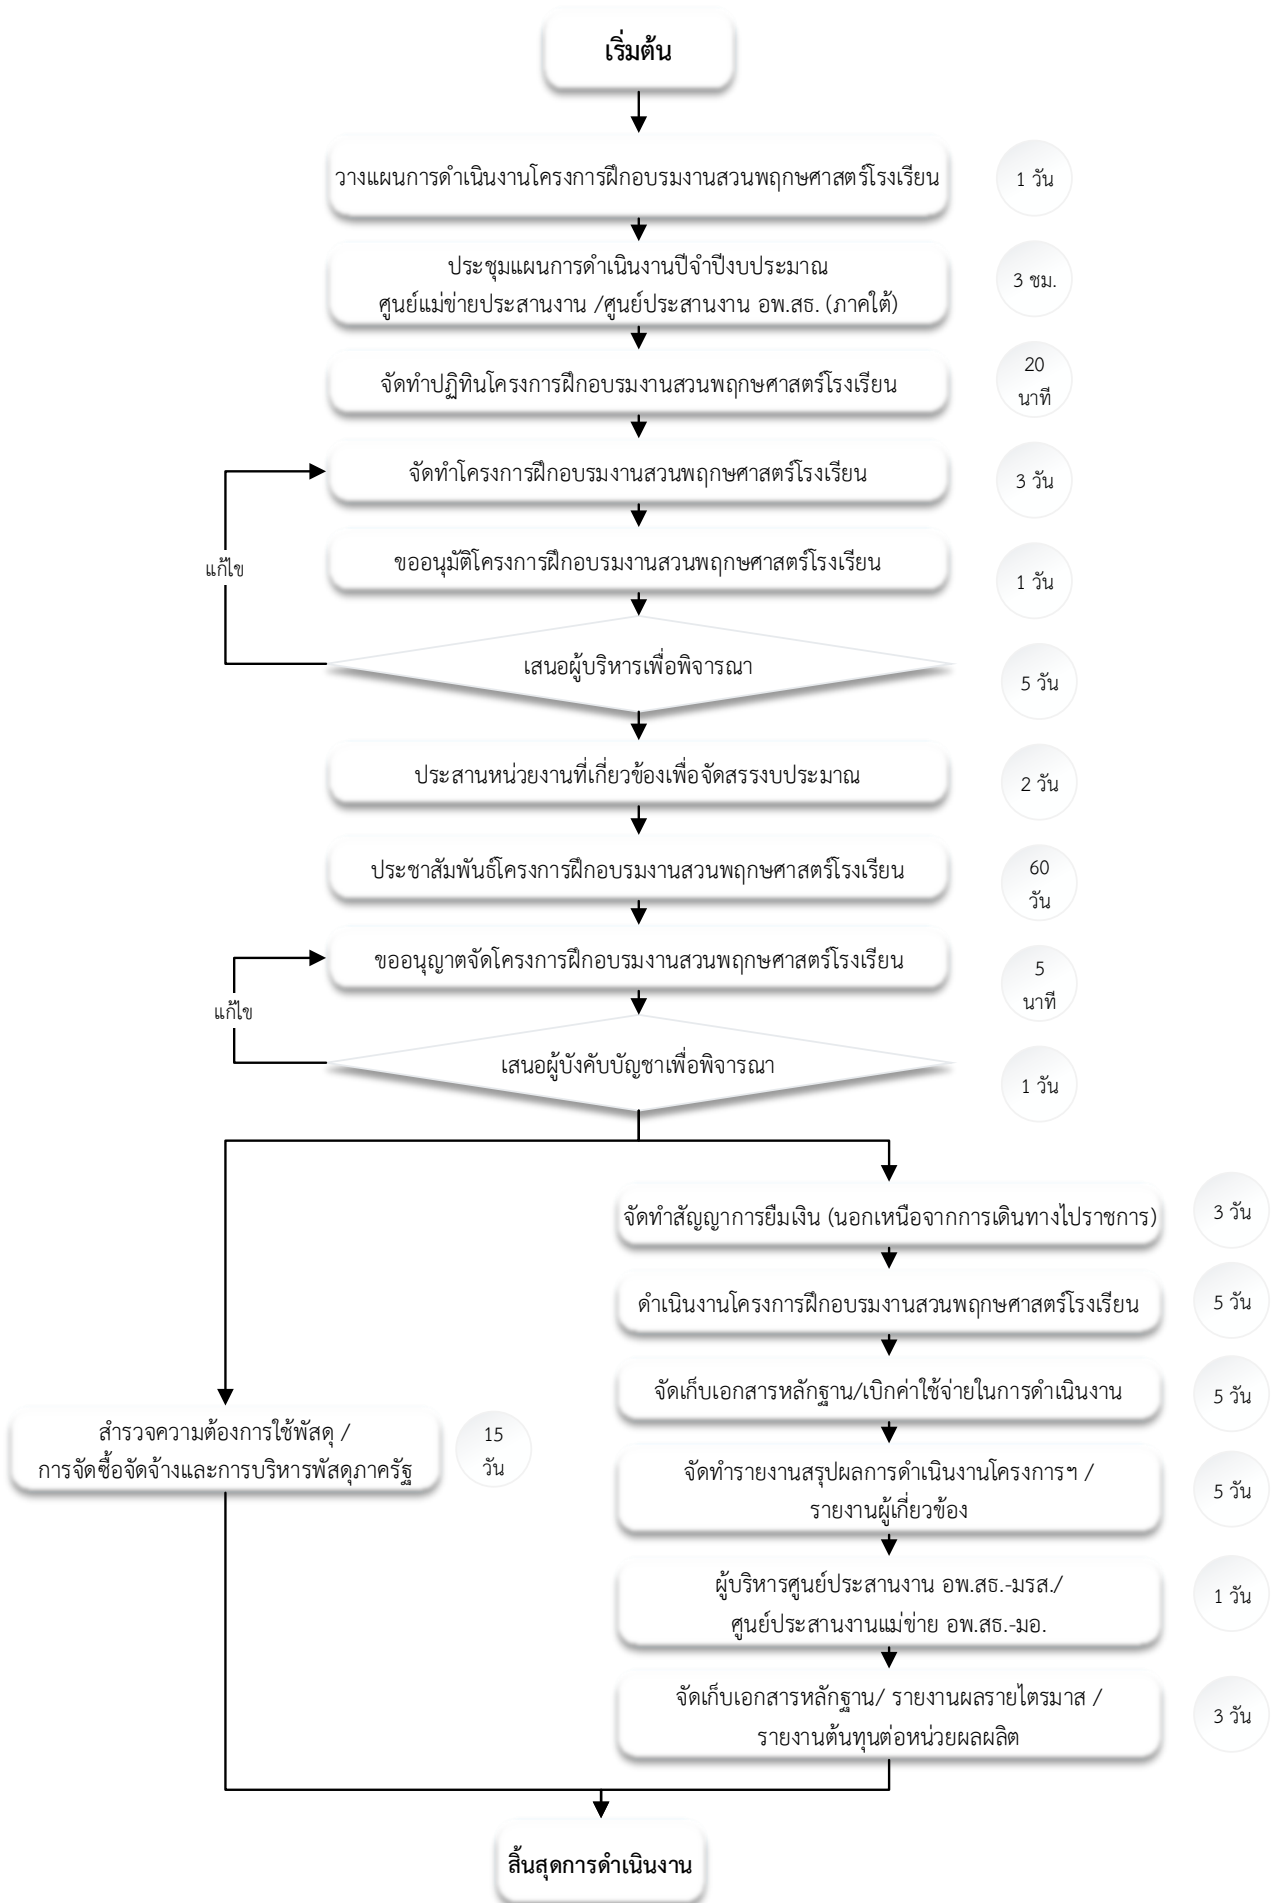 เริ่มต้น
วางแผนการดำเนินงานโครงการฝึกอบรมงานสวนพฤกษศาสตร์โรงเรียน
1 วัน
ประชุมแผนการดำเนินงานปีจำปีงบประมาณ
ศูนย์แม่ข่ายประสานงาน /ศูนย์ประสานงาน อพ.สธ. (ภาคใต้)
3 ชม.
จัดทำปฏิทินโครงการฝึกอบรมงานสวนพฤกษศาสตร์โรงเรียน
20
นาที
จัดทำโครงการฝึกอบรมงานสวนพฤกษศาสตร์โรงเรียน
3 วัน
แก้ไข
ขออนุมัติโครงการฝึกอบรมงานสวนพฤกษศาสตร์โรงเรียน
1 วัน
เสนอผู้บริหารเพื่อพิจารณา
5 วัน
ประสานหน่วยงานที่เกี่ยวข้องเพื่อจัดสรรงบประมาณ
2 วัน
ประชาสัมพันธ์โครงการฝึกอบรมงานสวนพฤกษศาสตร์โรงเรียน
60
วัน
ขออนุญาตจัดโครงการฝึกอบรมงานสวนพฤกษศาสตร์โรงเรียน
5
นาที
แก้ไข
เสนอผู้บังคับบัญชาเพื่อพิจารณา
1 วัน
จัดทำสัญญาการยืมเงิน (นอกเหนือจากการเดินทางไปราชการ)
3 วัน
ดำเนินงานโครงการฝึกอบรมงานสวนพฤกษศาสตร์โรงเรียน
5 วัน
จัดเก็บเอกสารหลักฐาน/เบิกค่าใช้จ่ายในการดำเนินงาน
5 วัน
สำรวจความต้องการใช้พัสดุ /
การจัดซื้อจัดจ้างและการบริหารพัสดุภาครัฐ
15
วัน
จัดทำรายงานสรุปผลการดำเนินงานโครงการฯ /
รายงานผู้เกี่ยวข้อง
5 วัน
ผู้บริหารศูนย์ประสานงาน อพ.สธ.-มรส./
ศูนย์ประสานงานแม่ข่าย อพ.สธ.-มอ.
1 วัน
จัดเก็บเอกสารหลักฐาน/ รายงานผลรายไตรมาส /
รายงานต้นทุนต่อหน่วยผลผลิต
3 วัน
สิ้นสุดการดำเนินงาน